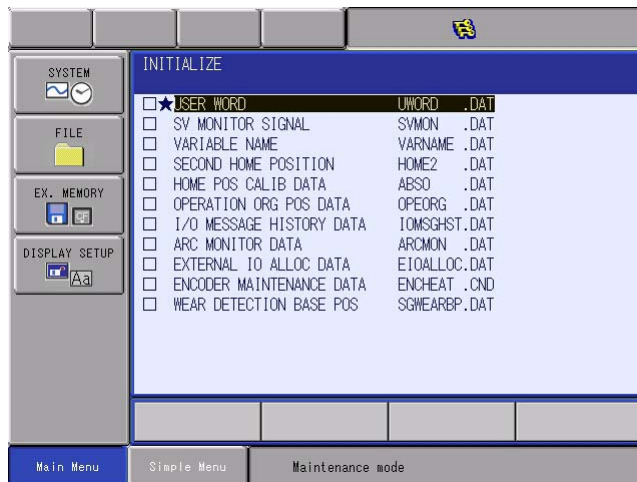 INITIALIZE
SYSTEM
FILE
EX. MEMORY
CF
DISPLAY SETUP
Aa
★USER WORD UWORD .DAT
SV MONITOR SIGNAL SVMON .DAT
VARIABLE NAME VARNAME .DAT
SECOND HOME POSITION HOME2 .DAT
HOME POS CALIB DATA ABSO .DAT
OPERATION ORG POS DATA OPEORG .DAT
I/O MESSAGE HISTORY DATA IOMSGHST.DAT
ARC MONITOR DATA ARCMON .DAT
EXTERNAL IO ALLOC DATA EIOALLOC.DAT
ENCODER MAINTENANCE DATA ENCHEAT .CND
WEAR DETECTION BASE POS SGWEARBP.DAT
Main Menu
Simple Menu
Maintenance mode